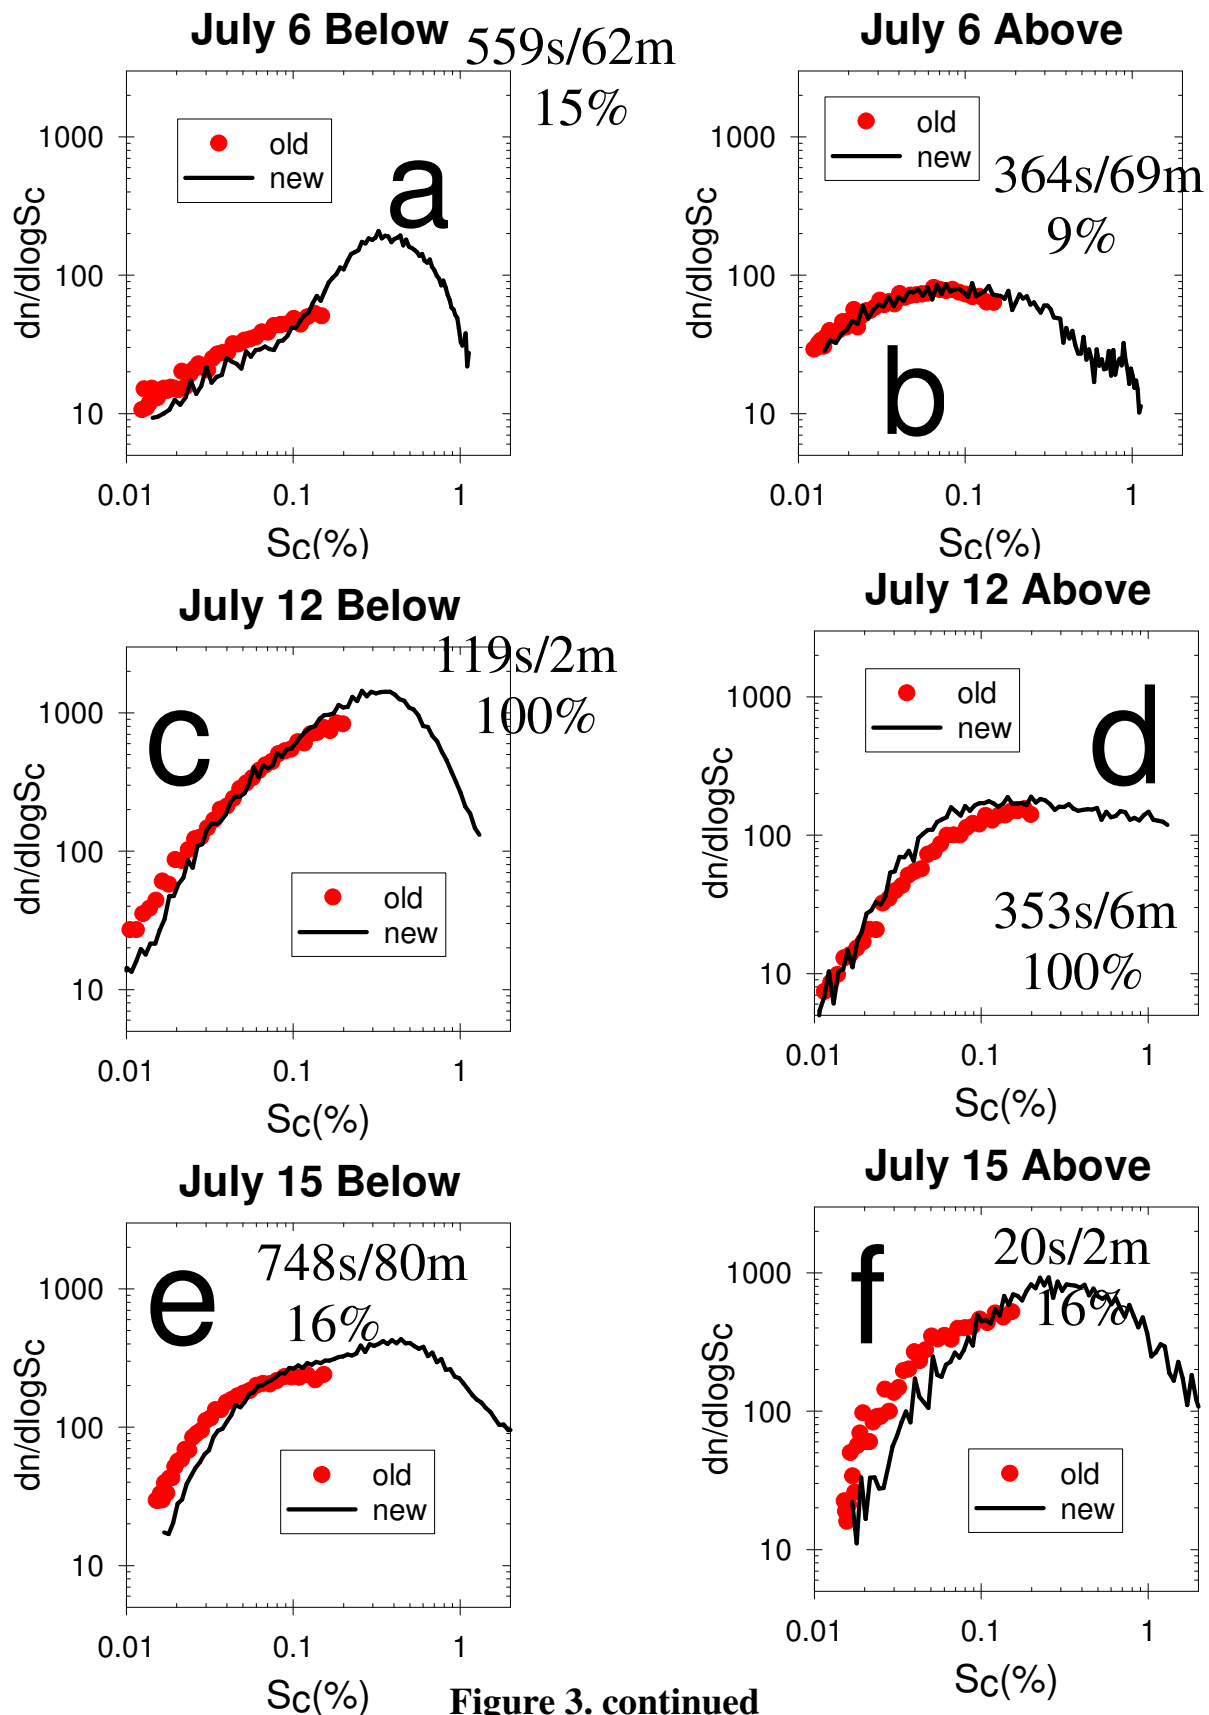 July 6 Below
559s/62m
15%
1000
100
10
dn/dlogSc
old
new
a
0.01
0.1
1
Sc(%)
July 6 Above
1000
100
10
dn/dlogSc
old
new
364s/69m
9%
b
0.01
0.1
1
Sc(%)
July 12 Below
119s/2m
100%
1000
100
10
dn/dlogSc
c
old
new
0.01
0.1
1
Sc(%)
July 12 Above
1000
100
10
dn/dlogSc
old
new
d
353s/6m
100%
0.01
0.1
1
Sc(%)
July 15 Below
748s/80m
16%
1000
100
10
dn/dlogSc
e
old
new
0.01
0.1
1
Sc(%)
July 15 Above
20s/2m
16%
1000
100
10
dn/dlogSc
f
old
new
0.01
0.1
1
Sc(%)
Figure 3. continued